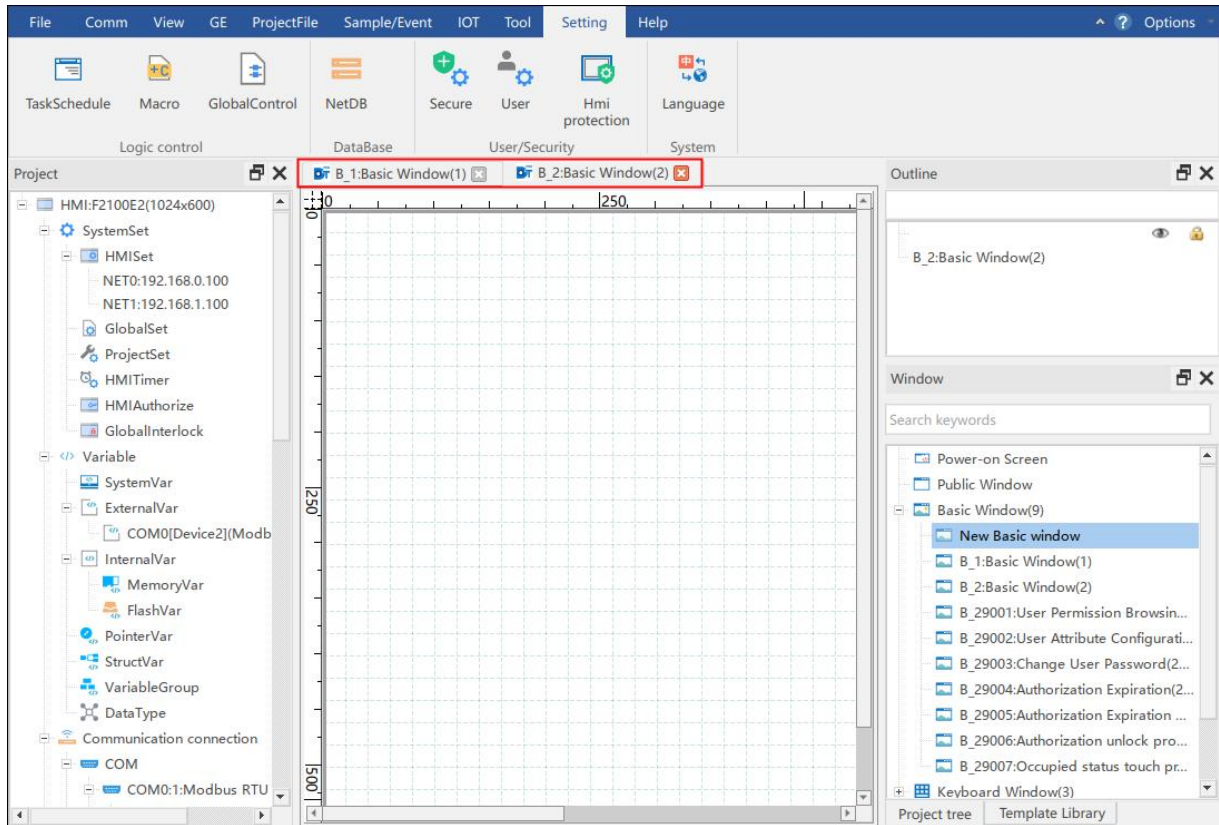 File Comm View GE ProjectFile Sample/Event IOT Tool Setting Help ? Options
TaskSchedule Macro GlobalControl NetDB Secure User Hmi protection Language
Logic control DataBase User/Security System
Project
HMI:F2100E2(1024x600)
SystemSet
HMISet
NET0:192.168.0.100
NET1:192.168.1.100
GlobalSet
ProjectSet
HMITimer
HMIAuthorize
GlobalInterlock
Variable
SystemVar
ExternalVar
COM0[Device2](Modb
InternalVar
MemoryVar
FlashVar
PointerVar
StructVar
VariableGroup
DataType
Communication connection
COM
COM0:1:Modbus RTU
B_1:Basic Window(1) B_2:Basic Window(2)
0 250
0
250
500
Outline
B_2:Basic Window(2)
Window
Search keywords
Power-on Screen
Public Window
Basic Window(9)
New Basic window
B_1:Basic Window(1)
B_2:Basic Window(2)
B_29001:User Permission Browsin...
B_29002:User Attribute Configurati...
B_29003:Change User Password(2...
B_29004:Authorization Expiration(2...
B_29005:Authorization Expiration ...
B_29006:Authorization unlock pro...
B_29007:Occupied status touch pr...
Keyboard Window(3)
Project tree Template Library